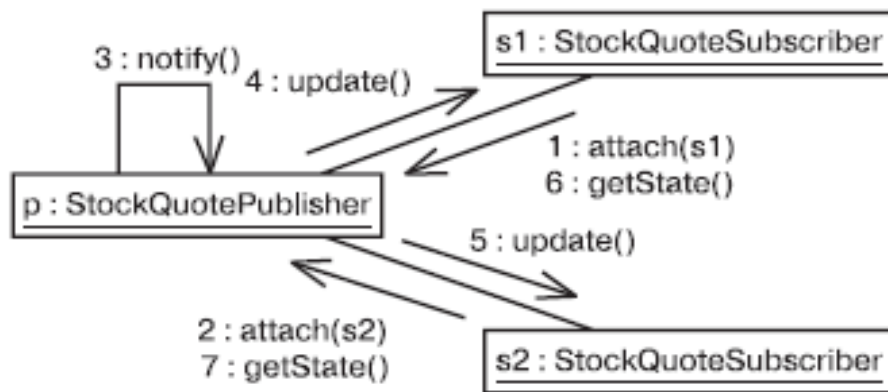 s1 : StockQuoteSubscriber
3 : notify()
4 : update()
1 : attach(s1)
6 : getState()
p : StockQuotePublisher
5 : update()
2 : attach(s2)
7 : getState()
s2 : StockQuoteSubscriber